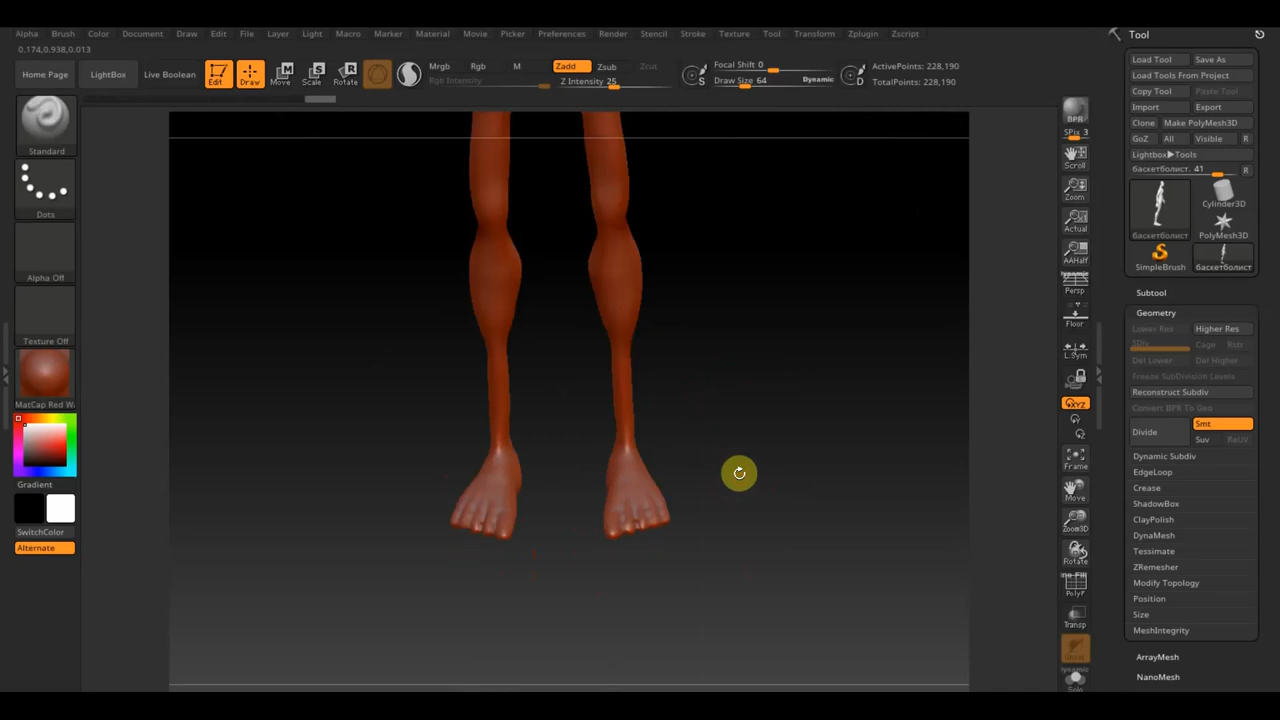 Alpha Brush Color Document Draw Edit File Layer Light Macro Marker Material Movie Picker Preferences Render Stencil Stroke Texture Tool Transform Zplugin Zscript
Tool
0.174,0.938,0.013
Home Page
LightBox
Live Boolean
Edit
Draw
Move
Scale
Rotate
Mrgb
Rgb
M
Rgb Intensity
Zadd
Zsub
Zcut
Z Intensity 25
Focal Shift 0
Draw Size 64
Dynamic
S
D
ActivePoints: 228,190
TotalPoints: 228,190
Standard
Dots
Alpha Off
Texture Off
MatCap Red W
Gradient
SwitchColor
Alternate
BPR
SPix 3
Scroll
Zoom
Actual
AAHalf
Dynamic
Persp
Floor
L.Sym
XYZ
Frame
Move
Zoom3D
Rotate
PolyF
Transp
Ghost
Dynamic
Solo
Load Tool
Save As
Load Tools From Project
Copy Tool
Paste Tool
Import
Export
Clone
Make PolyMesh3D
GoZ
All
Visible
R
Lightbox▶Tools
баскетболист. 41
R
баскетболист
Cylinder3D
PolyMesh3D
SimpleBrush
баскетболист
Subtool
Geometry
Lower Res
Higher Res
SDiv
Cage
Rstr
Del Lower
Del Higher
Freeze SubDivision Levels
Reconstruct Subdiv
Convert BPR To Geo
Divide
Smt
Suv
ReUV
Dynamic Subdiv
EdgeLoop
Crease
ShadowBox
ClayPolish
DynaMesh
Tessimate
ZRemesher
Modify Topology
Position
Size
MeshIntegrity
ArrayMesh
NanoMesh